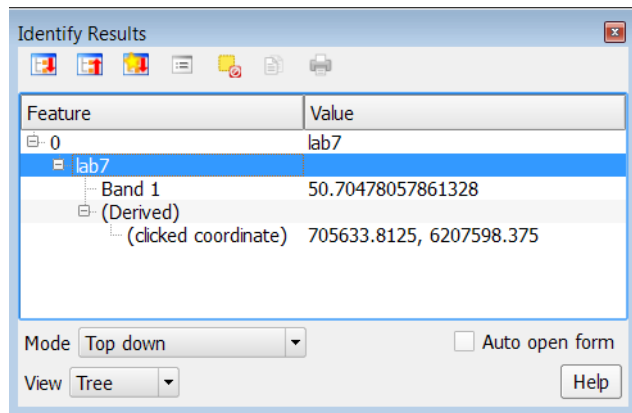 Identify Results
Feature Value
0 lab7
lab7
Band 1 50.70478057861328
(Derived)
(clicked coordinate) 705633.8125, 6207598.375
Mode Top down Auto open form
View Tree Help